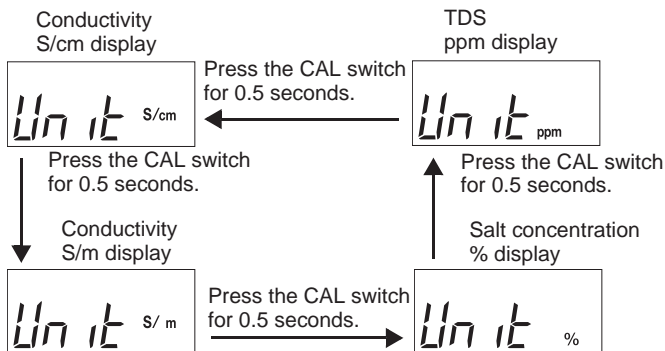 Conductivity
S/cm display
TDS
ppm display
Press the CAL switch
for 0.5 seconds.
Unit S/cm
Unit ppm
Press the CAL switch
for 0.5 seconds.
Press the CAL switch
for 0.5 seconds.
Conductivity
S/m display
Salt concentration
% display
Press the CAL switch
for 0.5 seconds.
Unit S/ m
Unit %